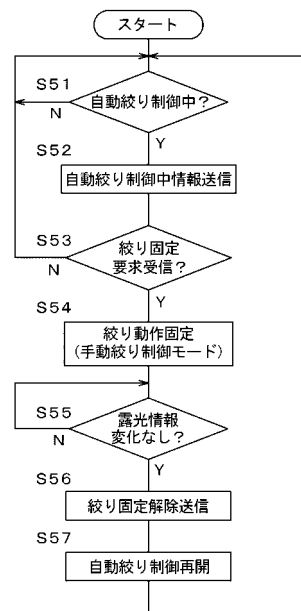 スタート
S51
自動絞り制御中?
N
Y
S52
自動絞り制御中情報送信
S53
絞り固定
要求受信?
N
Y
S54
絞り動作固定
(手動絞り制御モード)
S55
露光情報
変化なし?
N
Y
S56
絞り固定解除送信
S57
自動絞り制御再開